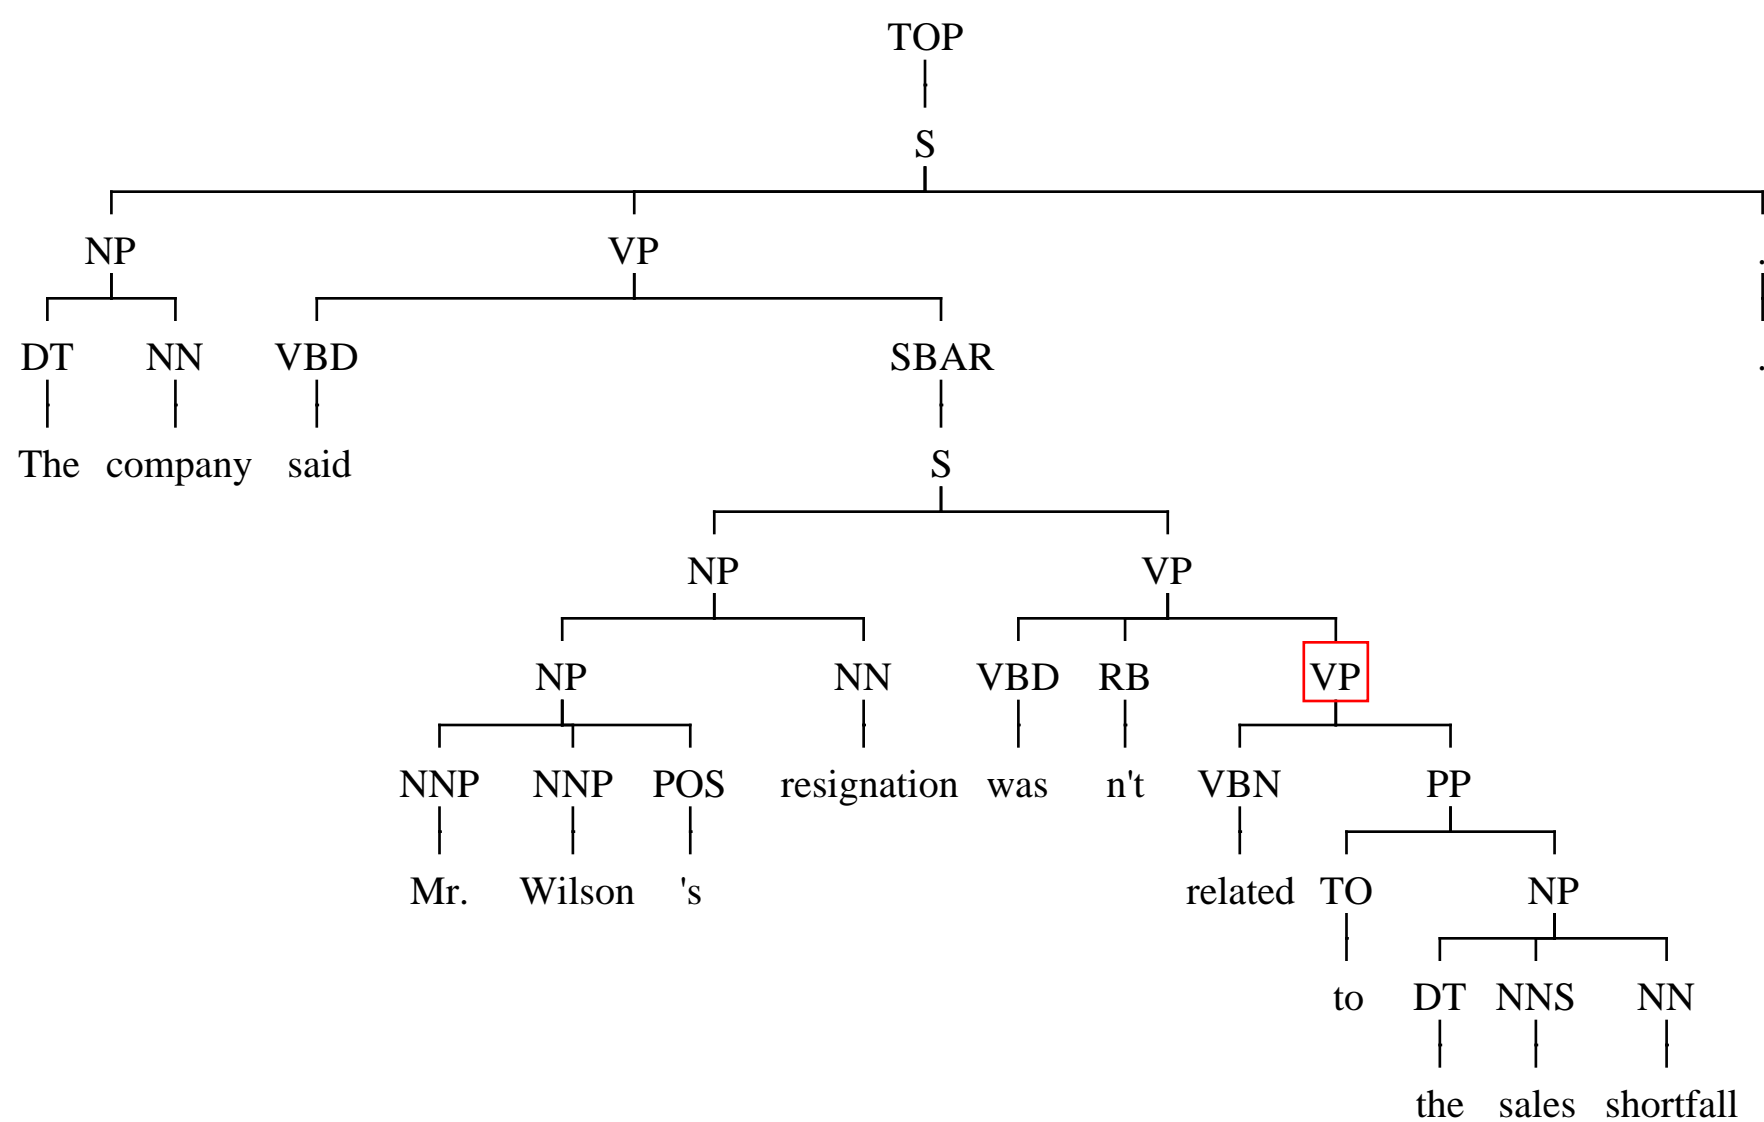 TOP
S
NP VP .
DT NN VBD SBAR .
The company said S
NP VP
NP NN VBD RB VP
NNP NNP POS resignation was n't VBN PP
Mr. Wilson 's related TO NP
to DT NNS NN
the sales shortfall